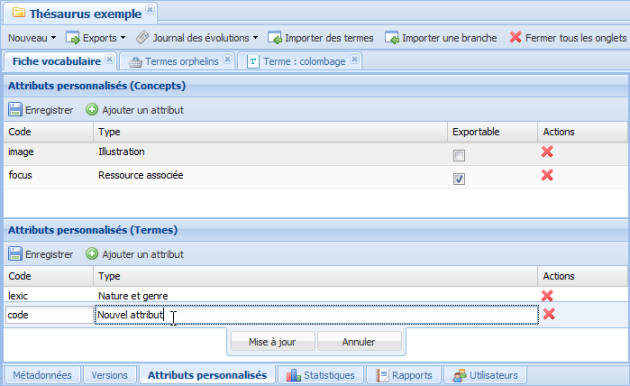 Thésaurus exemple
Nouveau Exports Journal des évolutions Importer des termes Importer une branche Fermer tous les onglets
Fiche vocabulaire Termes orphelins T Terme : colombage
Attributs personnalisés (Concepts)
Enregistrer Ajouter un attribut
Code Type Exportable Actions
image Illustration
focus Ressource associée
Attributs personnalisés (Termes)
Enregistrer Ajouter un attribut
Code Type Actions
lexic Nature et genre
code Nouvel attribut
Mise à jour Annuler
Métadonnées Versions Attributs personnalisés Statistiques Rapports Utilisateurs